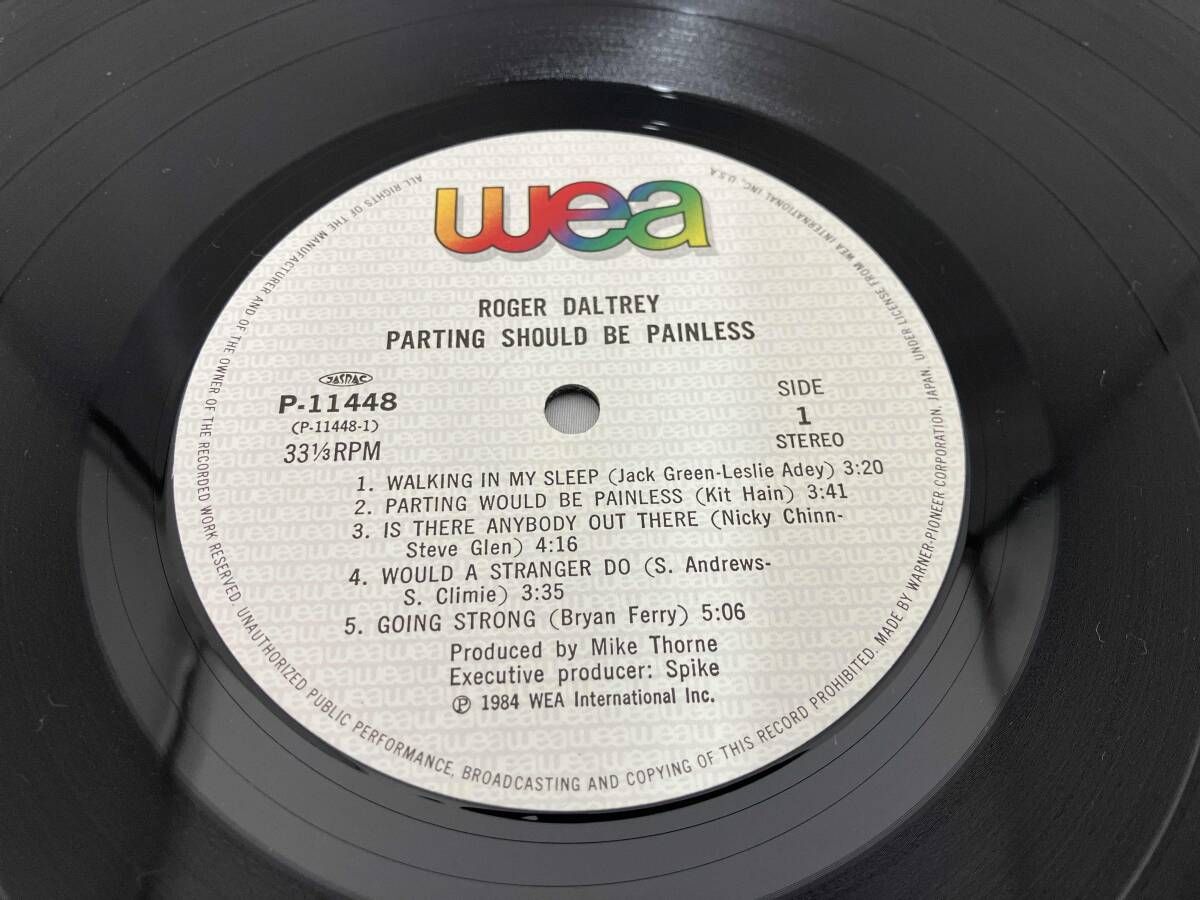 wea
ROGER DALTREY
PARTING SHOULD BE PAINLESS
JASRAC
P-11448
(P-11448-1)
33⅓RPM
SIDE
1
STEREO
1. WALKING IN MY SLEEP (Jack Green-Leslie Adey) 3:20
2. PARTING WOULD BE PAINLESS (Kit Hain) 3:41
3. IS THERE ANYBODY OUT THERE (Nicky Chinn-
Steve Glen) 4:16
4. WOULD A STRANGER DO (S. Andrews-
S. Climie) 3:35
5. GOING STRONG (Bryan Ferry) 5:06
Produced by Mike Thorne
Executive producer: Spike
℗ 1984 WEA International Inc.
ALL RIGHTS OF THE MANUFACTURER AND OF THE OWNER OF THE RECORDED WORK RESERVED. UNAUTHORIZED PUBLIC PERFORMANCE, BROADCASTING AND COPYING OF THIS RECORD PROHIBITED. MADE BY WARNER-PIONEER CORPORATION, JAPAN. UNDER LICENSE FROM WEA INTERNATIONAL INC., U.S.A.